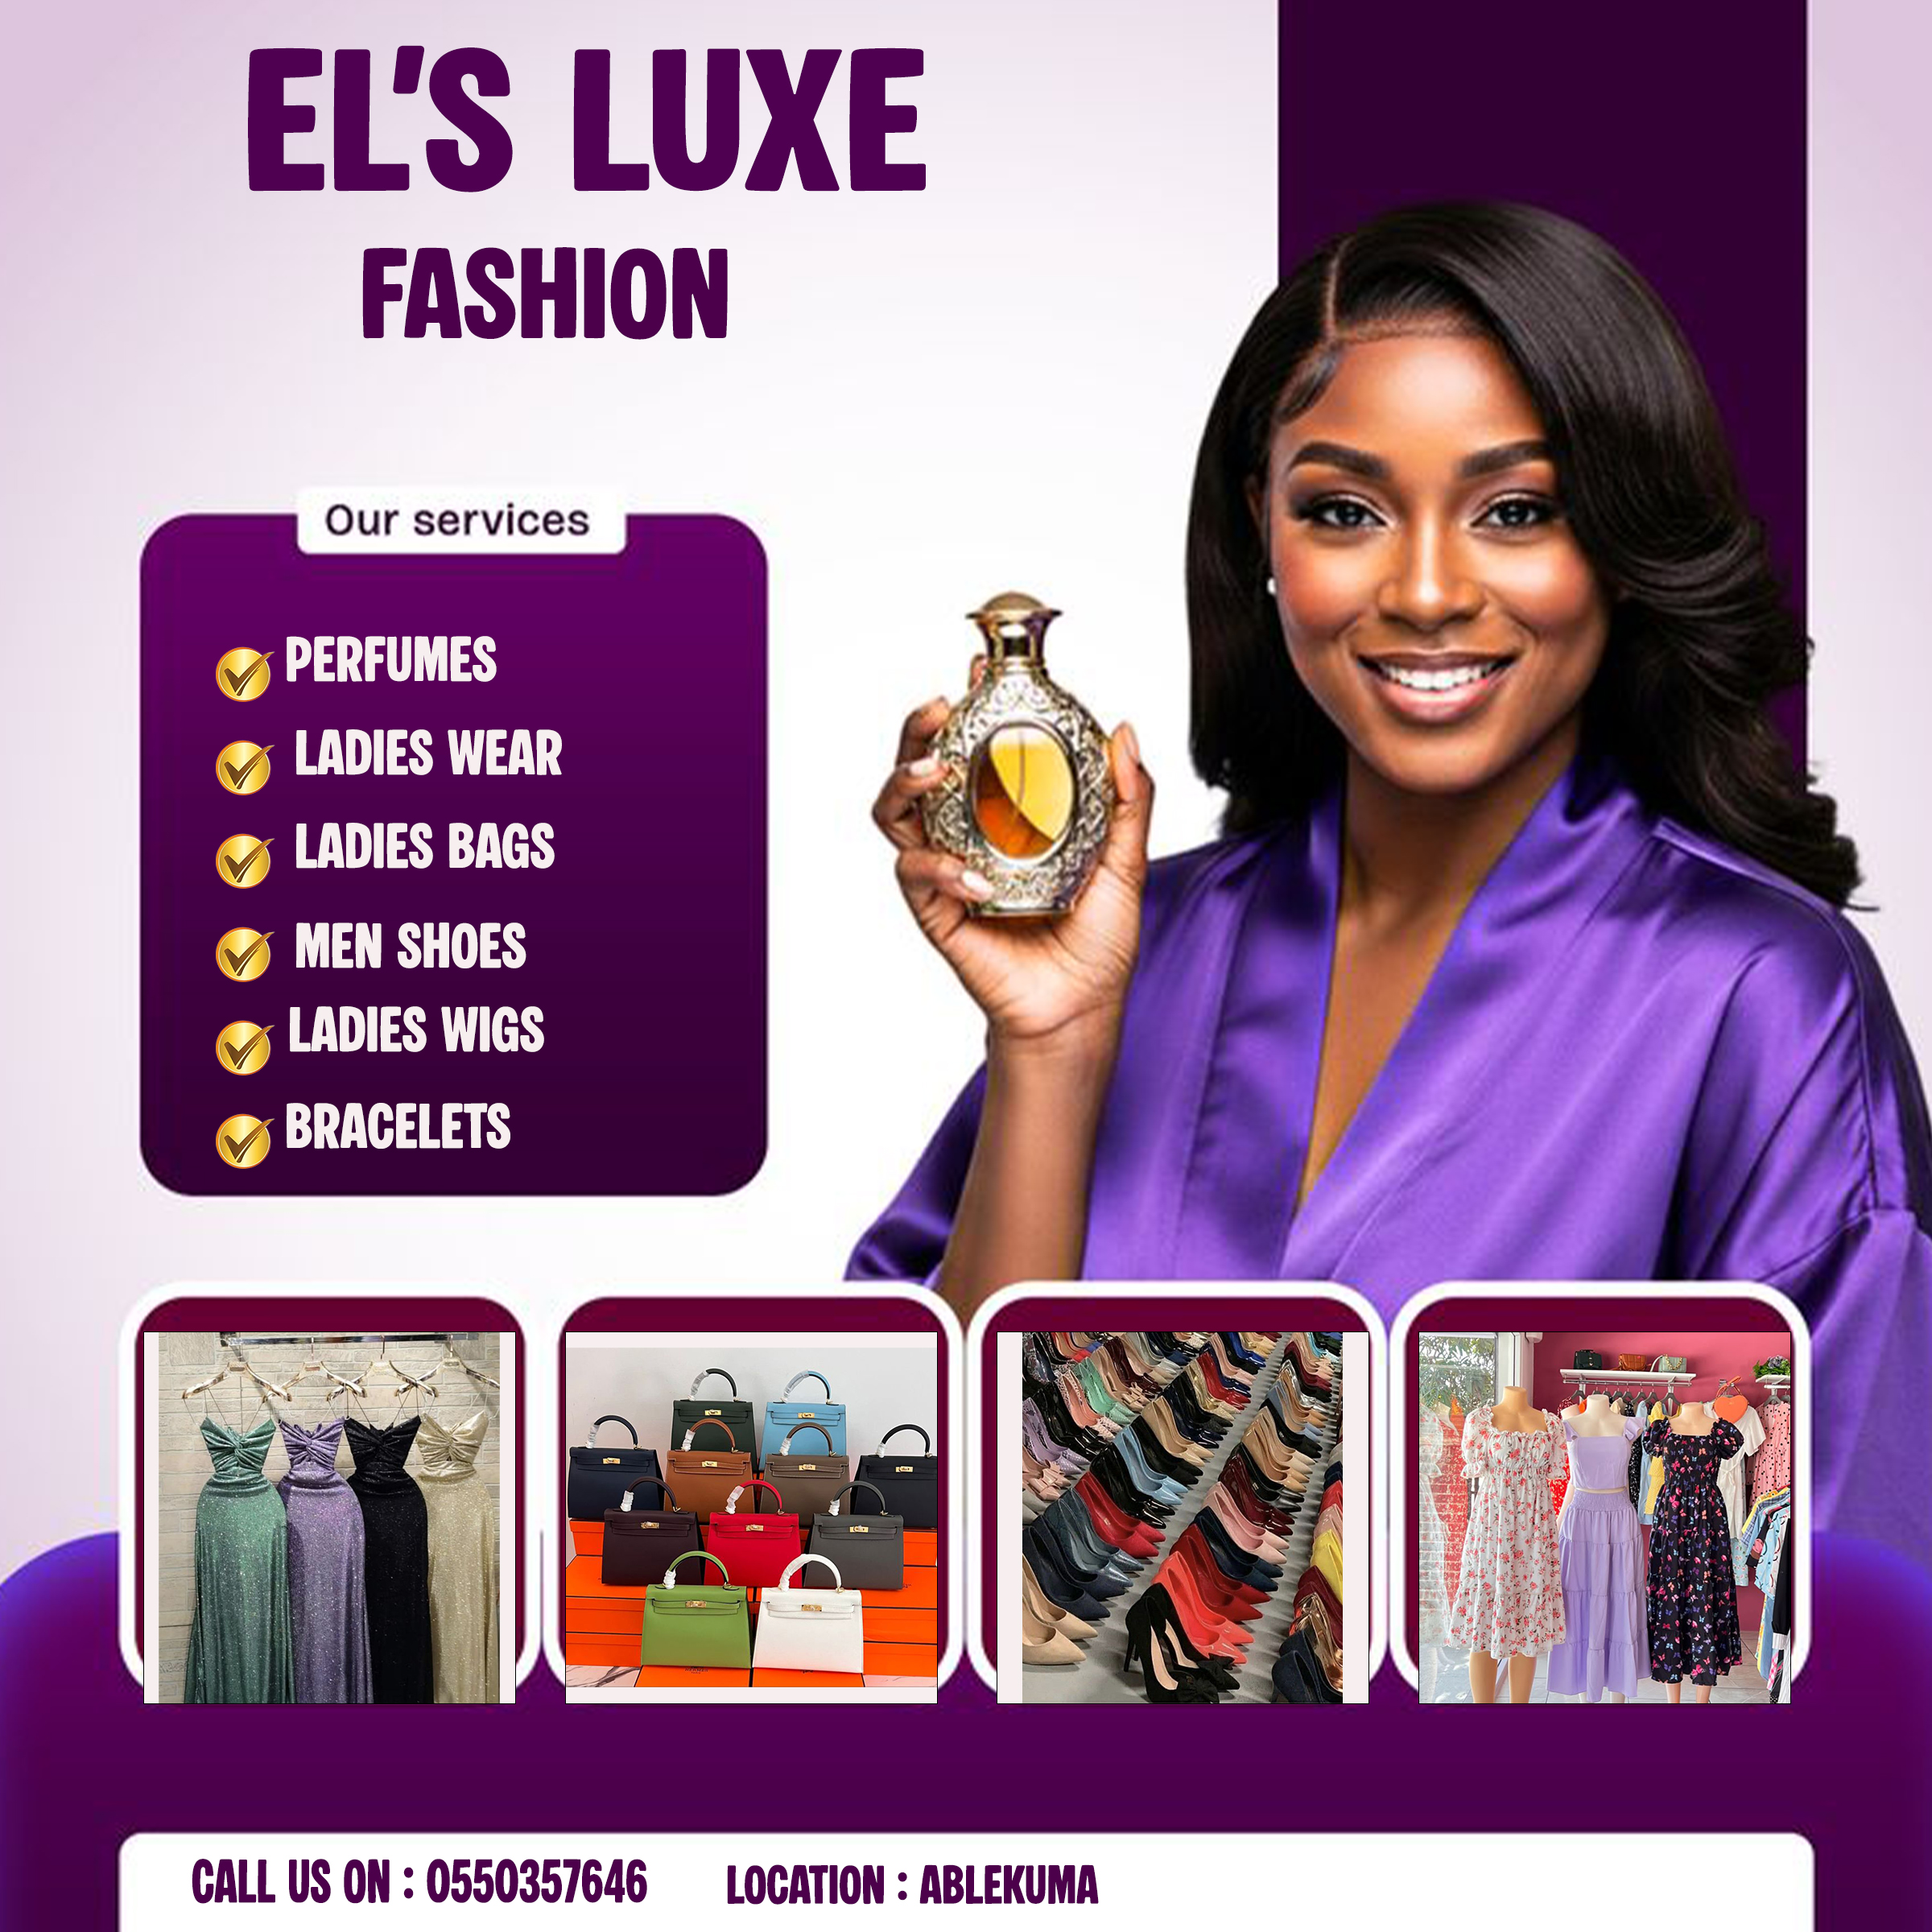 EL'S LUXE
FASHION
Our services
PERFUMES
LADIES WEAR
LADIES BAGS
MEN SHOES
LADIES WIGS
BRACELETS
CALL US ON : 0550357646
LOCATION : ABLEKUMA